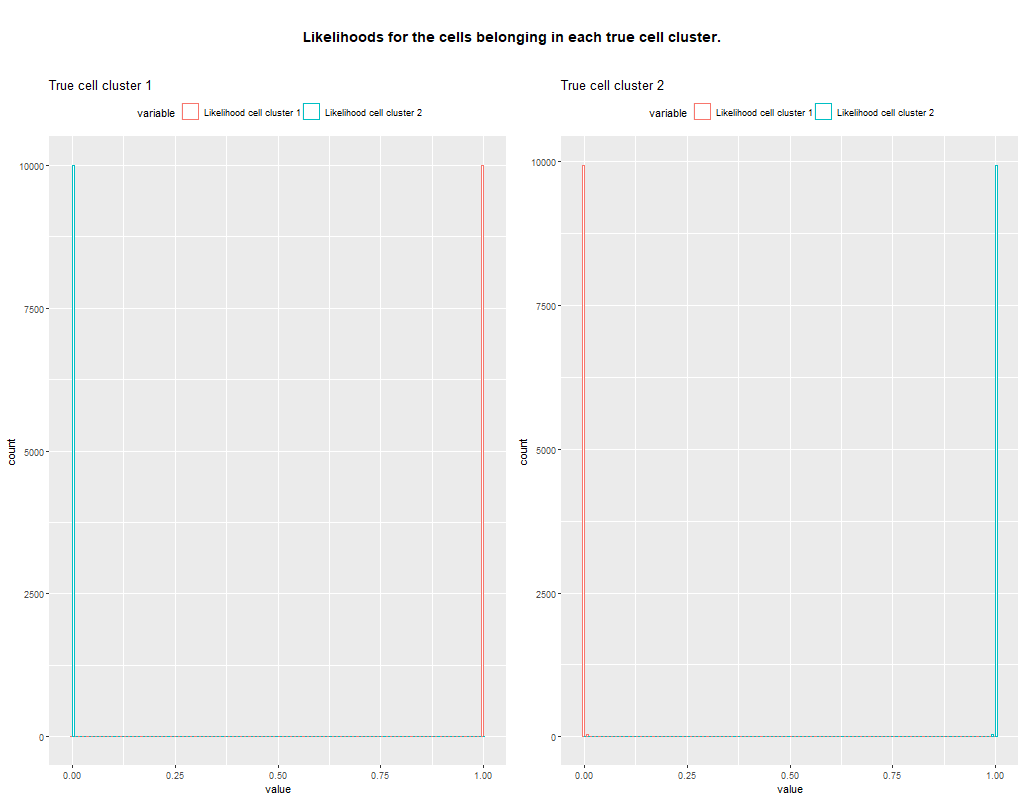 Likelihoods for the cells belonging in each true cell cluster.
True cell cluster 1
variable Likelihood cell cluster 1 Likelihood cell cluster 2
10000
7500
5000
2500
0
count
0.00 0.25 0.50 0.75 1.00
value
True cell cluster 2
variable Likelihood cell cluster 1 Likelihood cell cluster 2
10000
7500
5000
2500
0
count
0.00 0.25 0.50 0.75 1.00
value